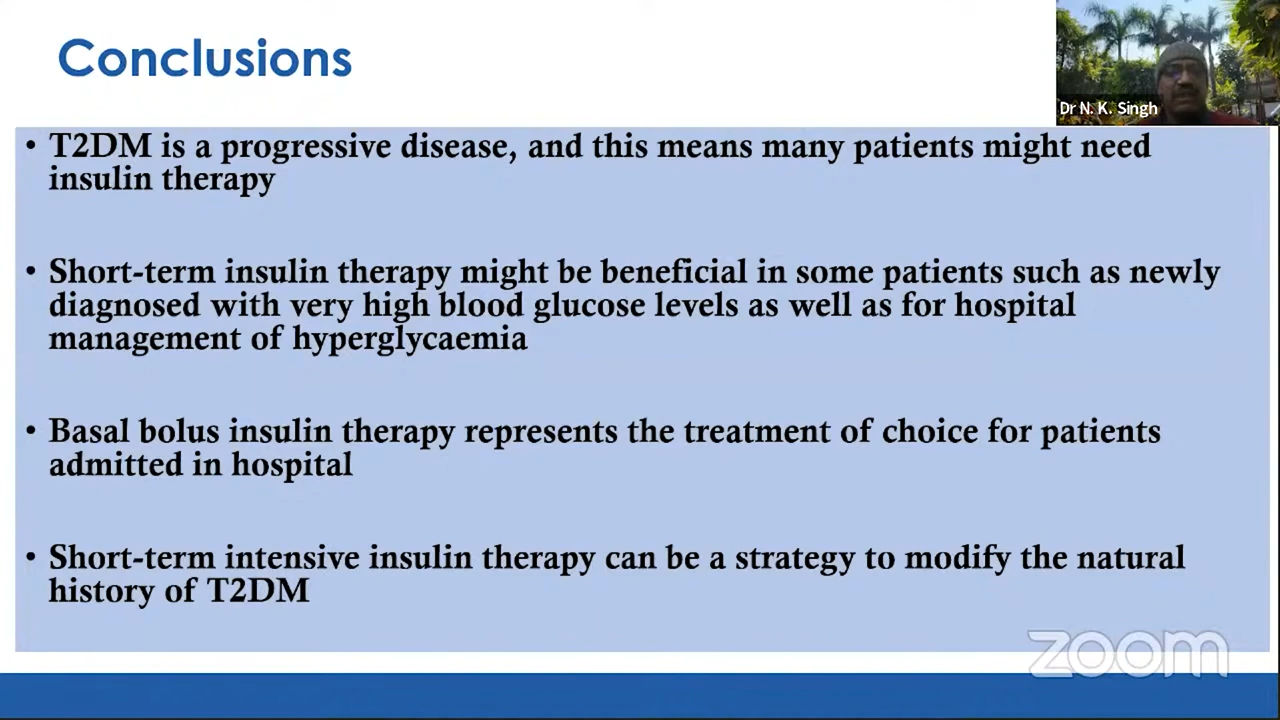 Conclusions
Dr N. K. Singh
• T2DM is a progressive disease, and this means many patients might need
insulin therapy
• Short-term insulin therapy might be beneficial in some patients such as newly
diagnosed with very high blood glucose levels as well as for hospital
management of hyperglycaemia
• Basal bolus insulin therapy represents the treatment of choice for patients
admitted in hospital
• Short-term intensive insulin therapy can be a strategy to modify the natural
history of T2DM
zoom